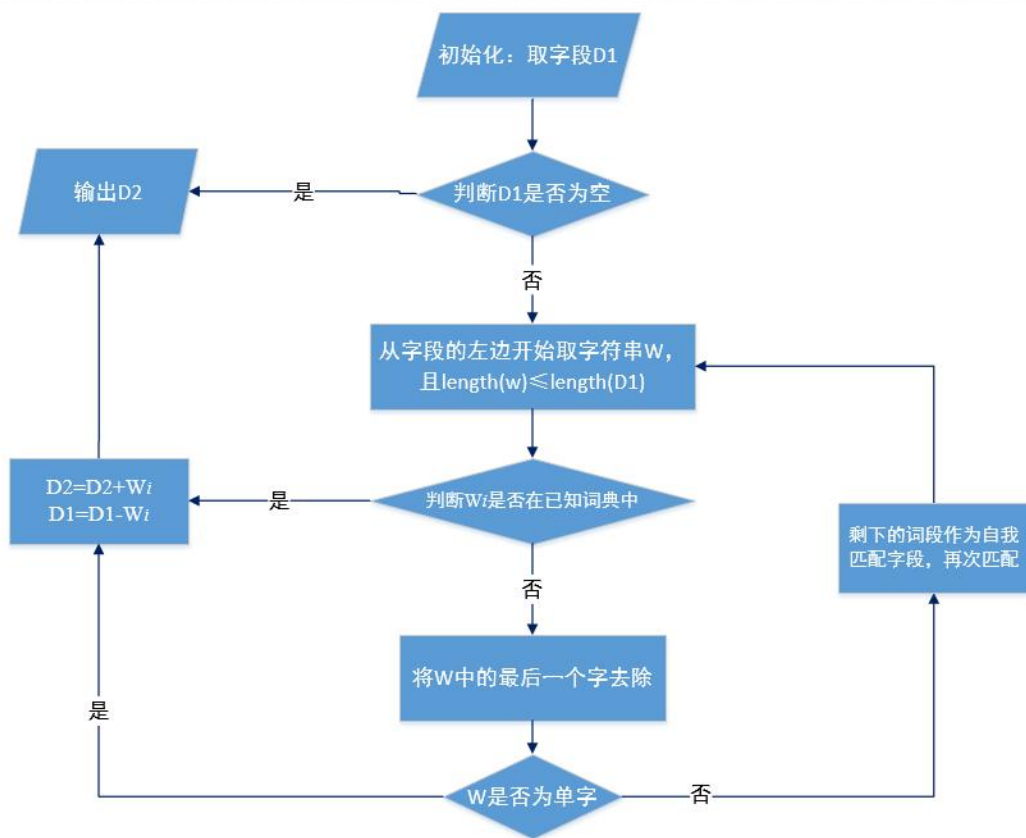 初始化：取字段D1
判断D1是否为空
是
输出D2
否
从字段的左边开始取字符串W，
且length(w)≤length(D1)
判断Wi是否在已知词典中
是
D2=D2+Wi
D1=D1-Wi
否
剩下的词段作为自我
匹配字段，再次匹配
将W中的最后一个字去除
是
W是否为单字
否